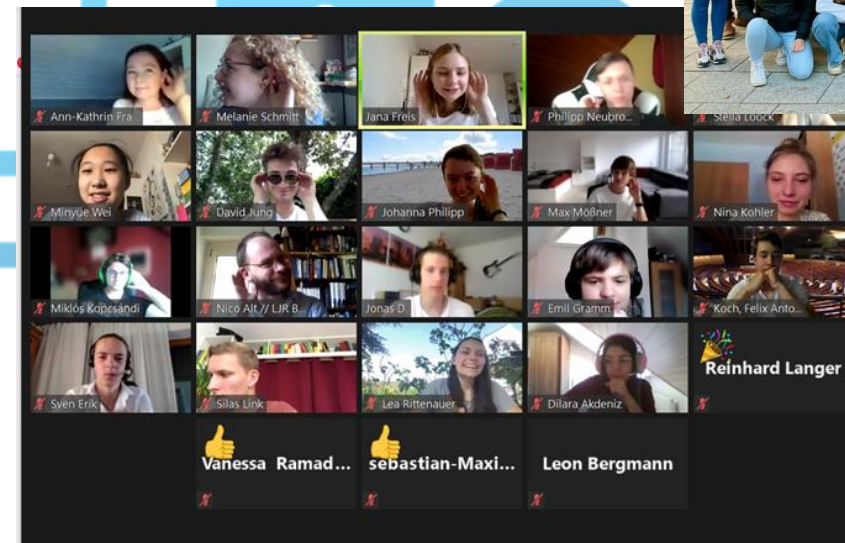 Ann-Kathrin Fra
Melanie Schmitt
Jana Freis
Philipp Neubro...
Stella Loock
Minyue Wei
David Jung
Johanna Philipp
Max Mößner
Nina Kohler
Miklós Kopcsándi
Nico Alt // LJR B...
Jonas D.
Emil Gramm
Koch, Felix Anto...
Sven Erik
Silas Link
Lea Rittenauer
Dilara Akdeniz
Reinhard Langer
Vanessa Ramad...
sebastian-Maxi...
Leon Bergmann